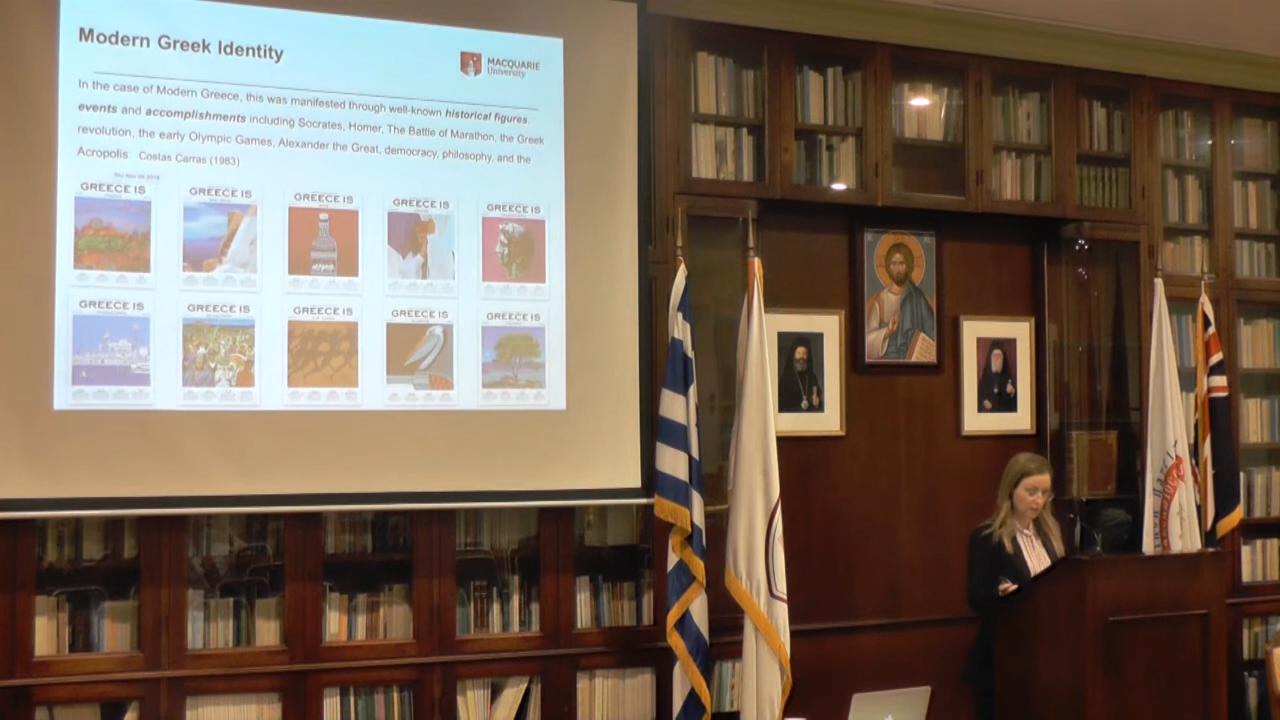 Modern Greek Identity
MACQUARIE
University
In the case of Modern Greece, this was manifested through well-known historical figures,
events and accomplishments including Socrates, Homer, The Battle of Marathon, the Greek
revolution, the early Olympic Games, Alexander the Great, democracy, philosophy, and the
Acropolis Costas Carras (1983)
GREECE IS
GREECE IS
GREECE IS
GREECE IS
GREECE IS
GREECE IS
GREECE IS
GREECE IS
GREECE IS
GREECE IS